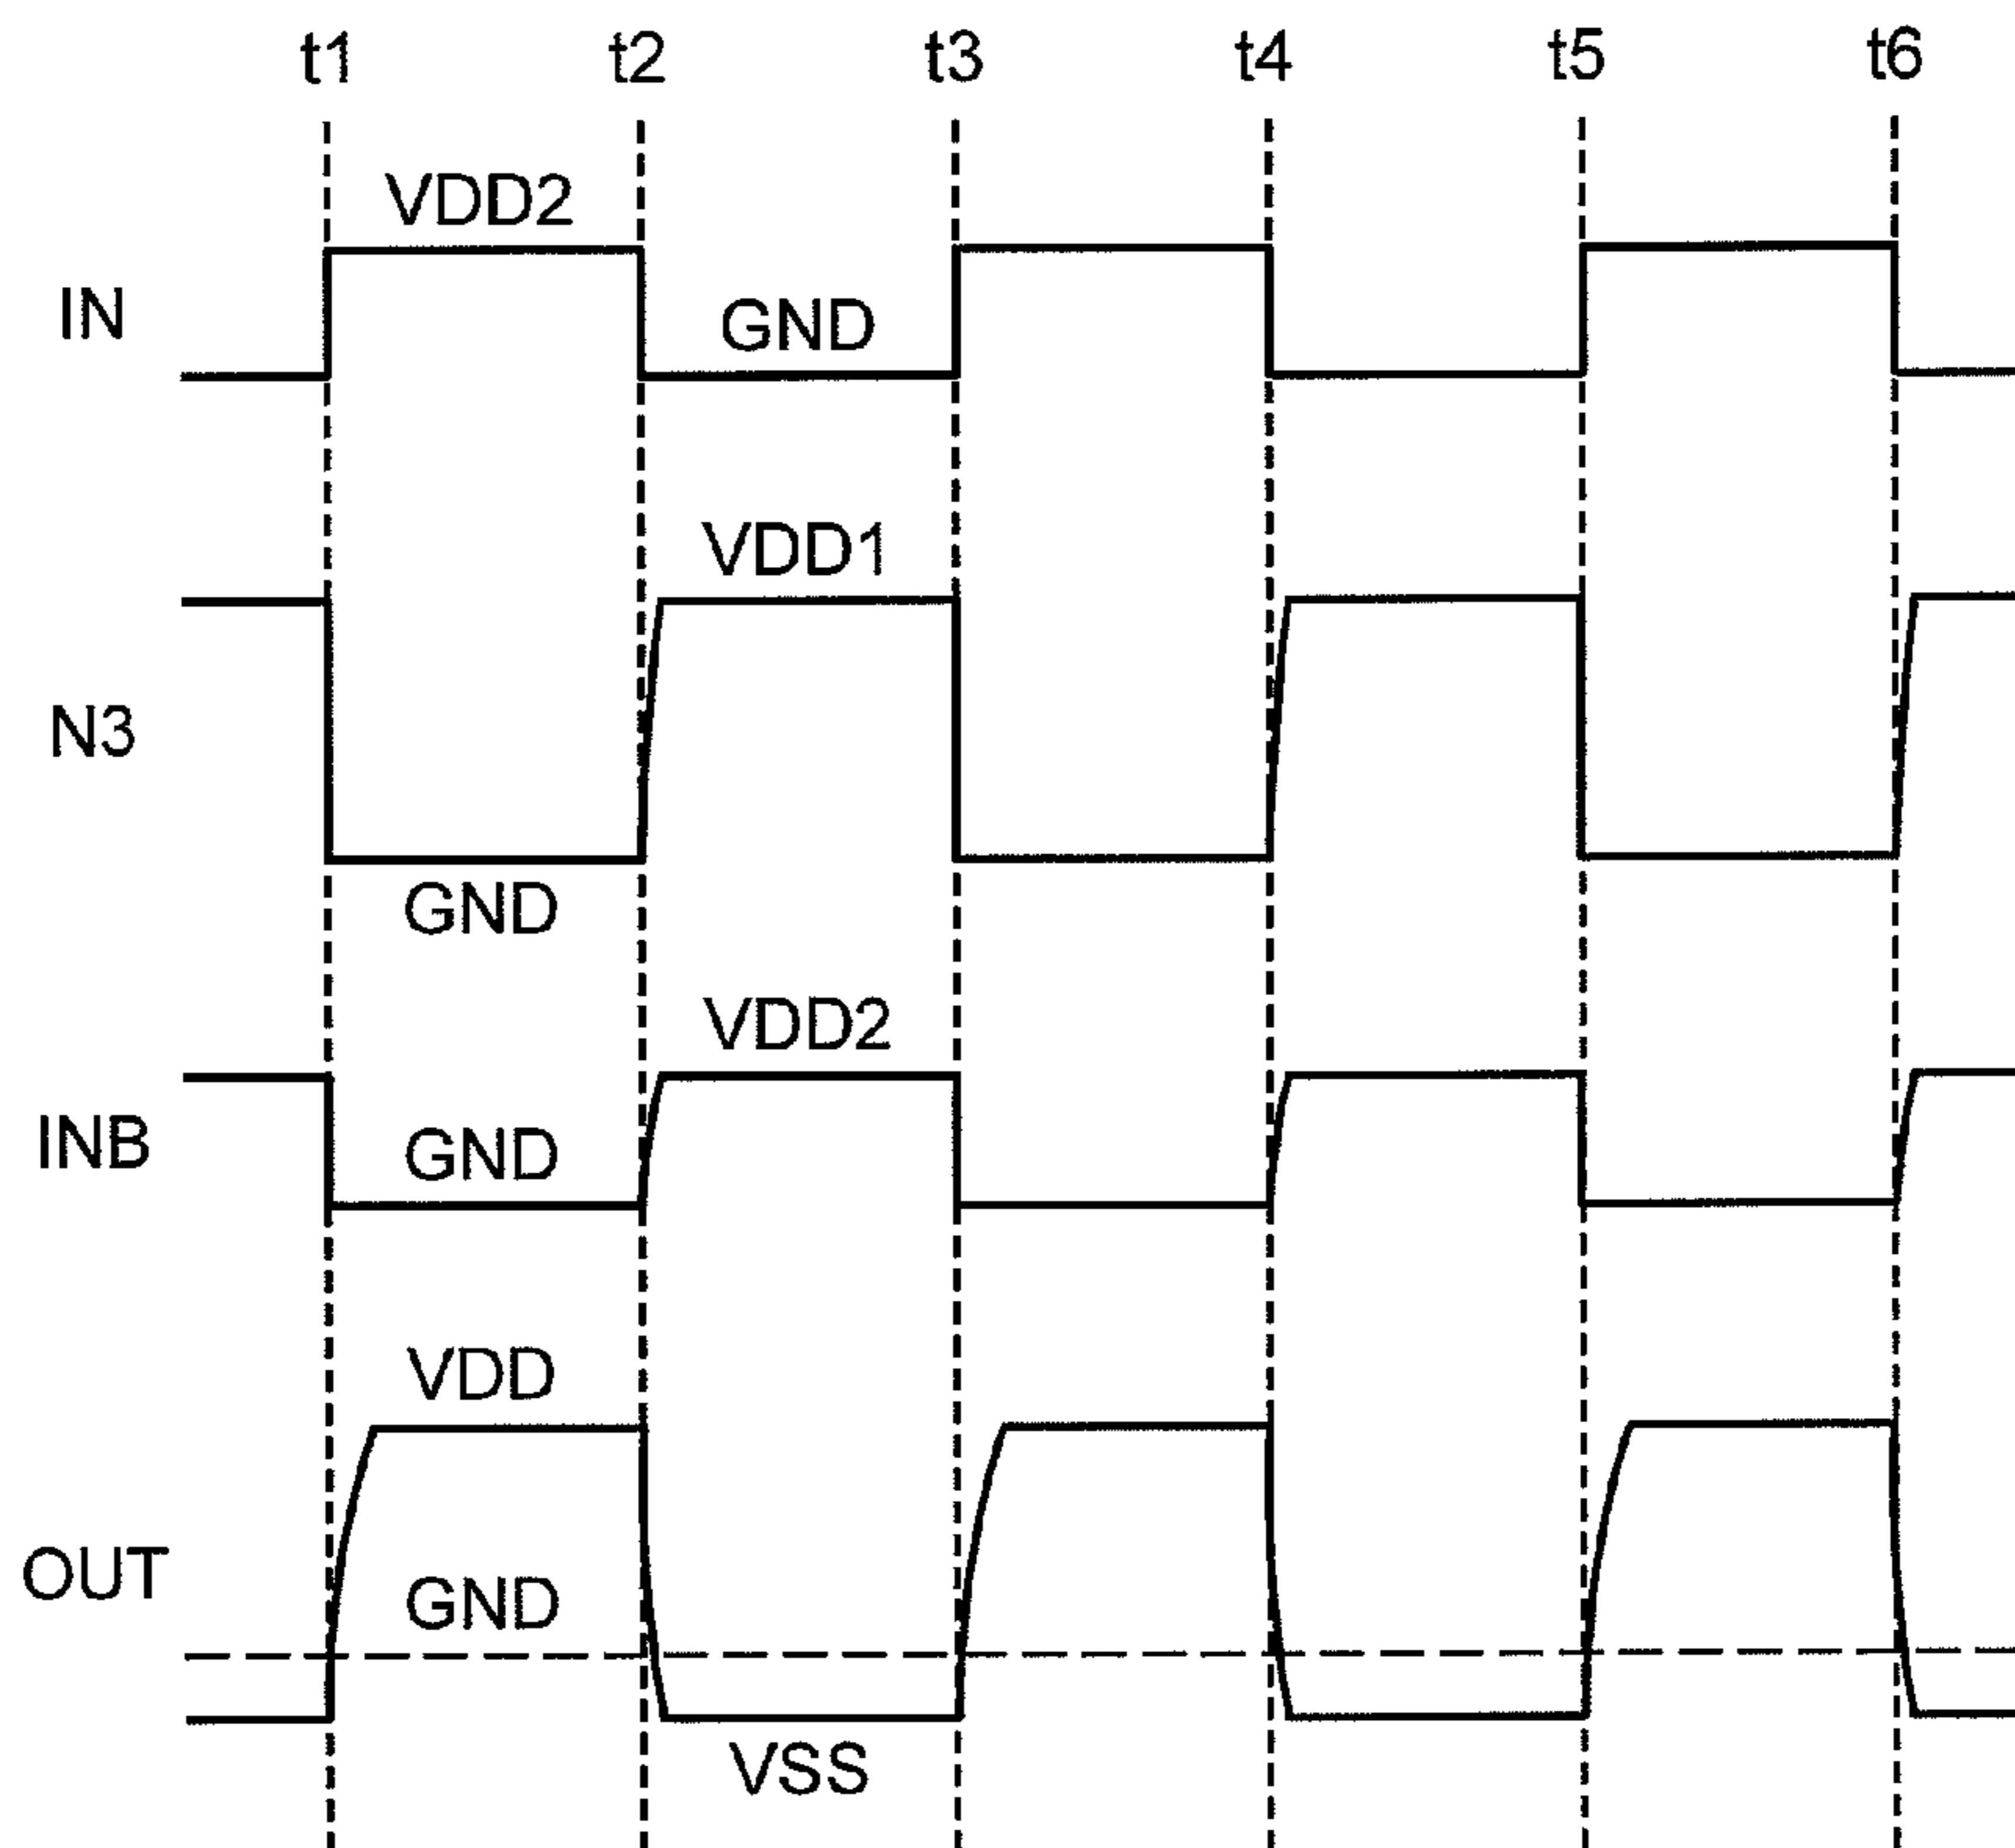 t1 t2 t3 t4 t5 t6
VDD2
IN
GND
VDD1
N3
GND
VDD2
INB
GND
VDD
OUT
GND
VSS